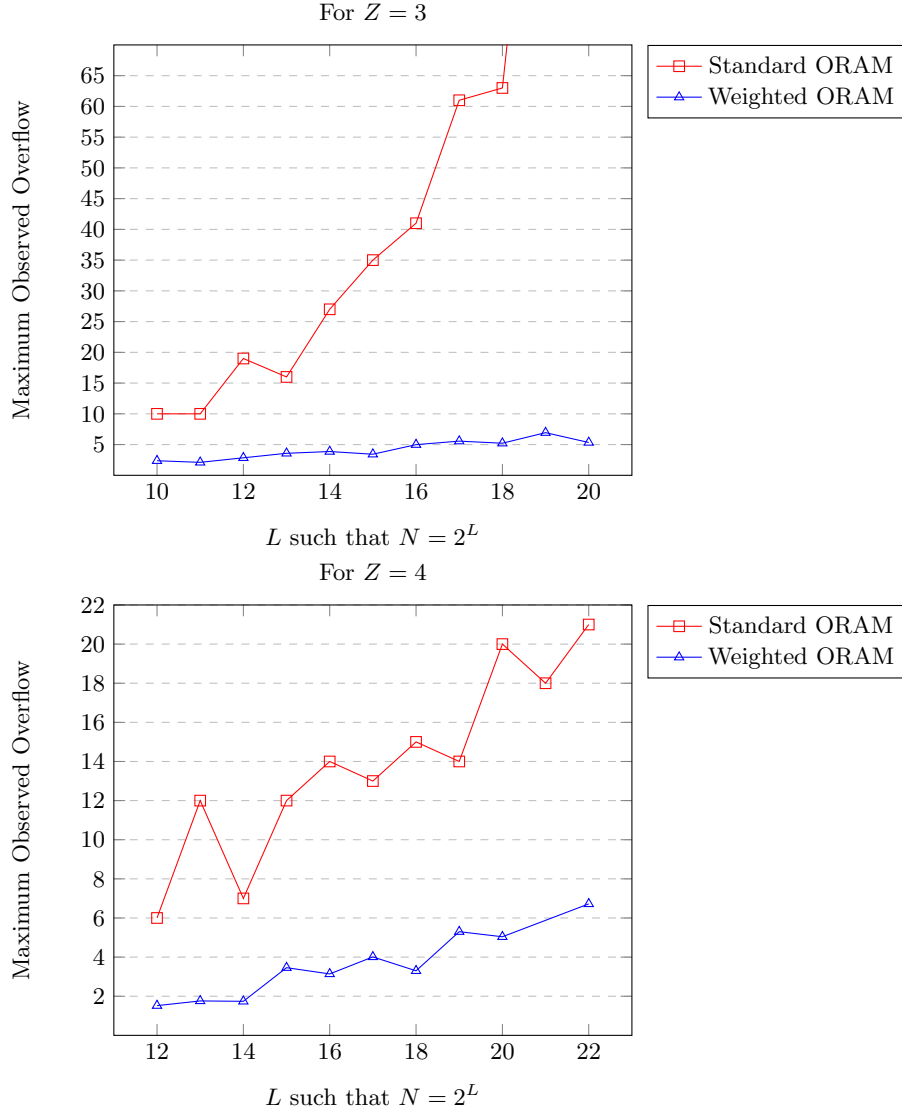 For Z = 3
Standard ORAM
Weighted ORAM
Maximum Observed Overflow
65
60
55
50
45
40
35
30
25
20
15
10
5
10 12 14 16 18 20
L such that N = 2^L
For Z = 4
Standard ORAM
Weighted ORAM
Maximum Observed Overflow
22
20
18
16
14
12
10
8
6
4
2
12 14 16 18 20 22
L such that N = 2^L